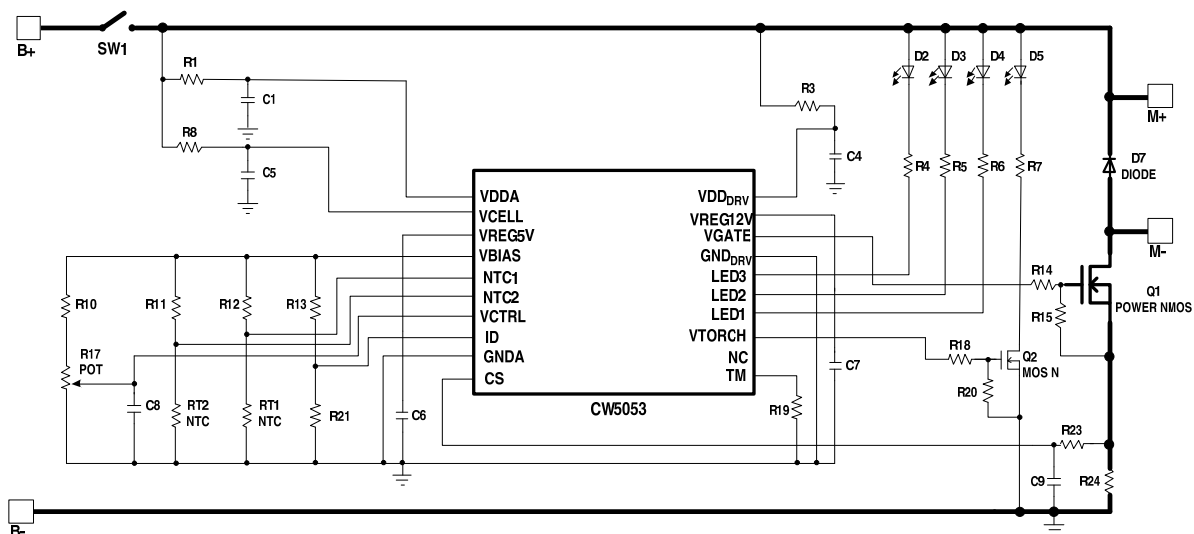 B+
SW1
R1
C1
R8
C5
R3
C4
D2
D3
D4
D5
M+
D7
DIODE
M-
R4
R5
R6
R7
VDDA
VCELL
VREG5V
VBIAS
NTC1
NTC2
VCTRL
ID
GNDA
CS
VDDDRV
VREG12V
VGATE
GNDDRV
LED3
LED2
LED1
VTORCH
NC
TM
CW5053
R10
R11
R12
R13
R17
POT
C8
RT2
NTC
RT1
NTC
R21
C6
C7
R19
R14
R15
Q1
POWER NMOS
R18
R20
Q2
MOS N
R23
C9
R24
B-